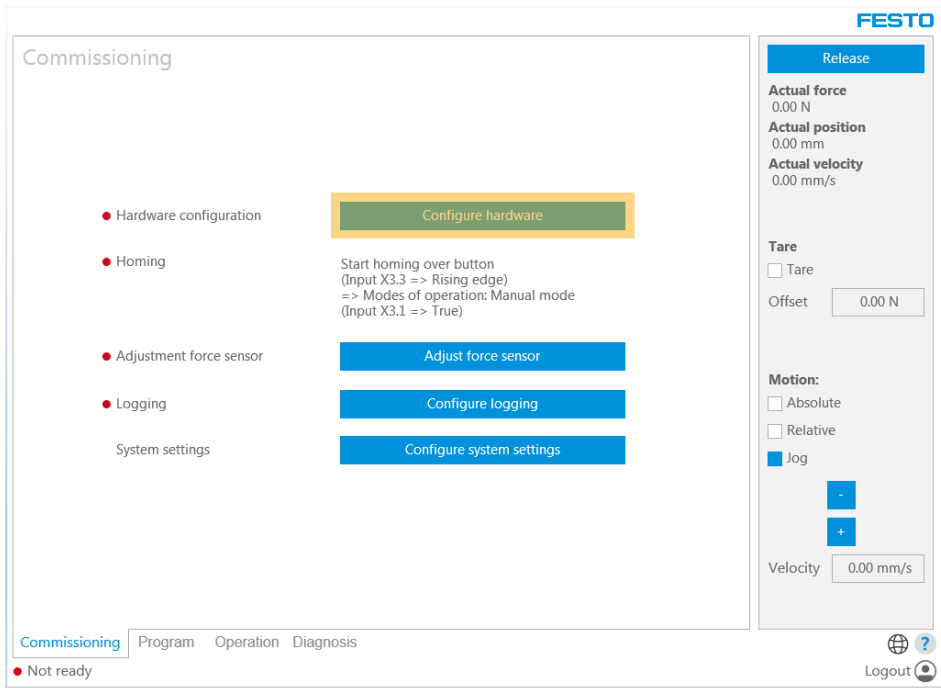 FESTO
Commissioning
Hardware configuration
Configure hardware
Homing
Start homing over button
(Input X3.3 => Rising edge)
=> Modes of operation: Manual mode
(Input X3.1 => True)
Adjustment force sensor
Adjust force sensor
Logging
Configure logging
System settings
Configure system settings
Release
Actual force
0.00 N
Actual position
0.00 mm
Actual velocity
0.00 mm/s
Tare
Tare
Offset
0.00 N
Motion:
Absolute
Relative
Jog
-
+
Velocity
0.00 mm/s
Commissioning
Program
Operation
Diagnosis
?
Not ready
Logout